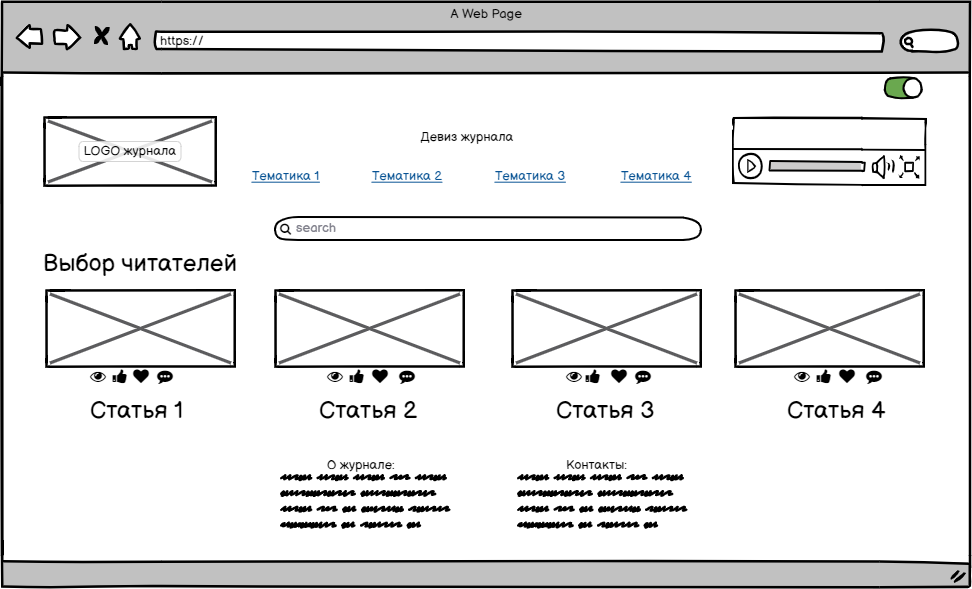 A Web Page
https://
LOGO журнала
Девиз журнала
Тематика 1 Тематика 2 Тематика 3 Тематика 4
search
Выбор читателей
Статья 1 Статья 2 Статья 3 Статья 4
О журнале: Контакты: